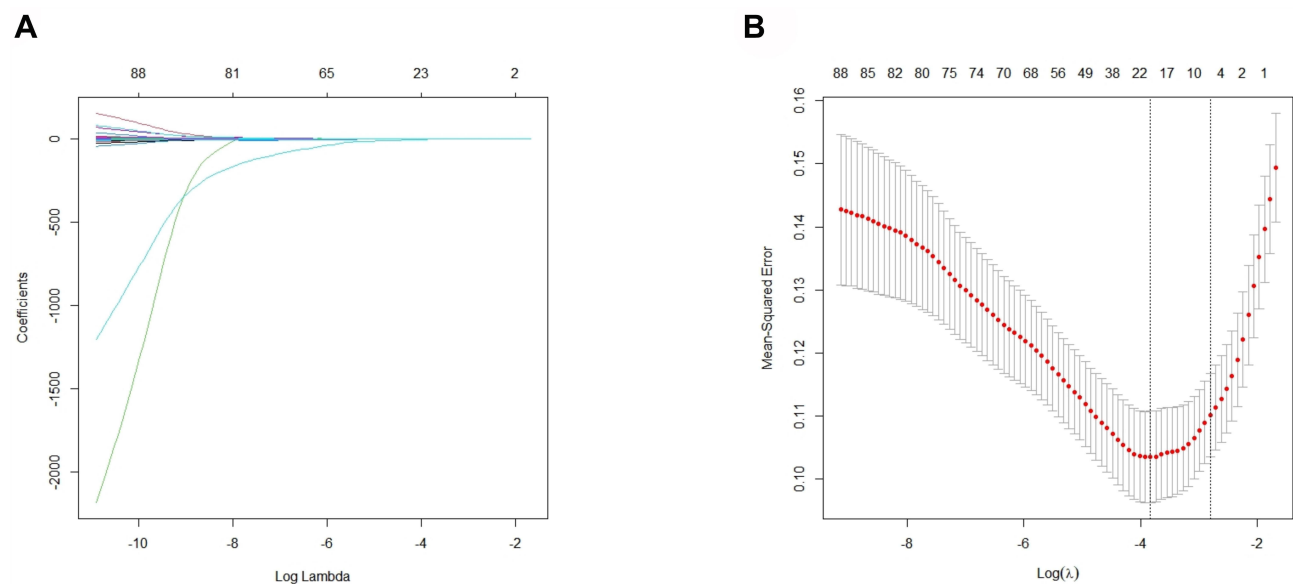 A
88 81 65 23 2
0
-500
-1000
-1500
-2000
Coefficients
-10 -8 -6 -4 -2
Log Lambda
B
88 85 82 80 75 74 70 68 56 49 38 22 17 10 4 2 1
0.16
0.15
0.14
0.13
0.12
0.11
0.10
Mean-Squared Error
-8 -6 -4 -2
Log(λ)